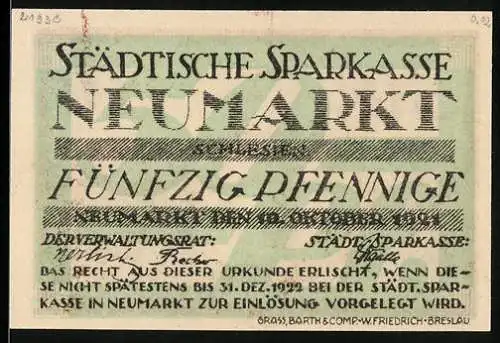 STÄDTISCHE SPARKASSE
NEUMARKT
SCHLESIEN
FÜNFZIG PFENNIGE
NEUMARKT DEN 10. OKTOBER 1921
DER VERWALTUNGSRAT: STÄDT. SPARKASSE:
DAS RECHT AUS DIESER URKUNDE ERLISCHT, WENN DIE-
SE NICHT SPÄTESTENS BIS 31. DEZ. 1922 BEI DER STÄDT. SPAR-
KASSE IN NEUMARKT ZUR EINLÖSUNG VORGELEGT WIRD.
GRASS, BARTH & COMP.-W. FRIEDRICH-BRESLAU